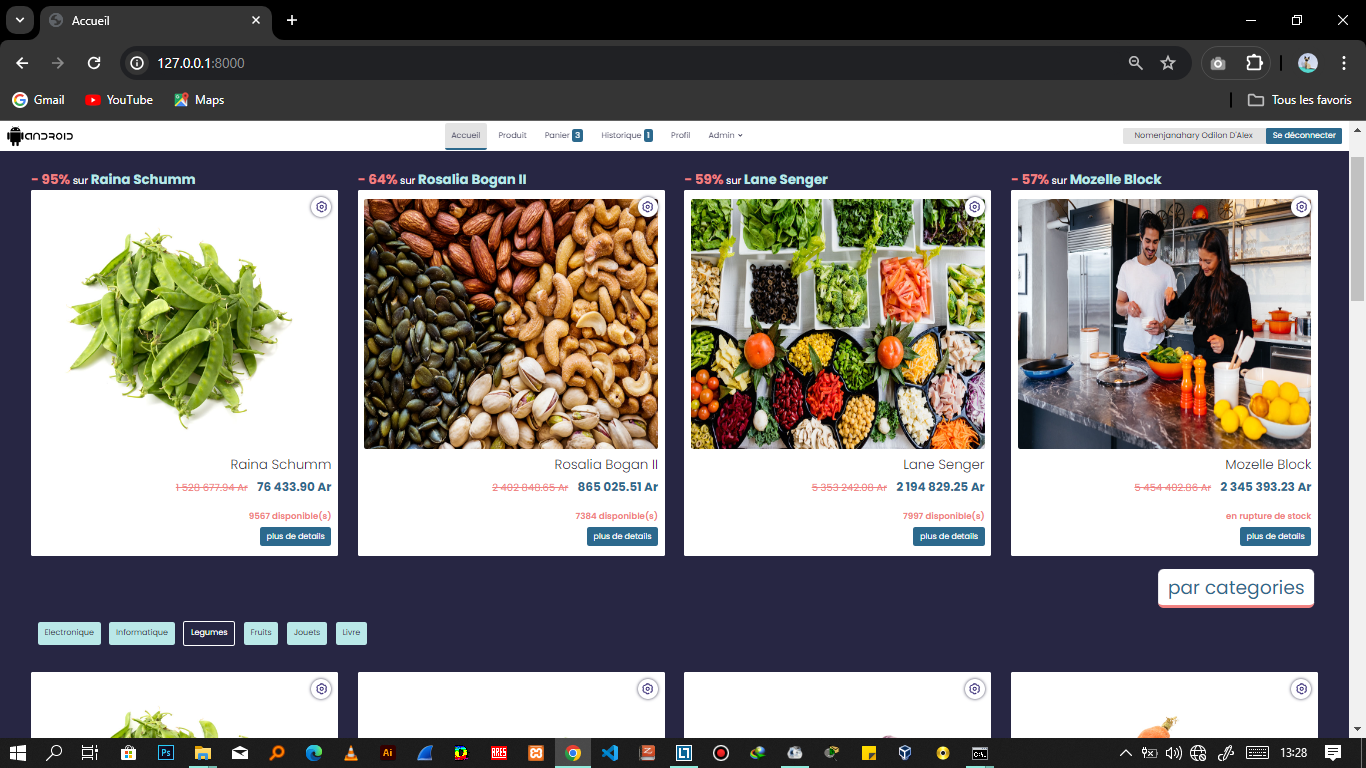 Accueil
127.0.0.1:8000
Gmail YouTube Maps Tous les favoris
ANDROID Accueil Produit Panier 3 Historique 1 Profil Admin Nomenjanahary Odilon D'Alex Se déconnecter
- 95% sur Raina Schumm - 64% sur Rosalia Bogan II - 59% sur Lane Senger - 57% sur Mozelle Block
Raina Schumm Rosalia Bogan II Lane Senger Mozelle Block
1 528 677.94 Ar 76 433.90 Ar 2 402 848.65 Ar 865 025.51 Ar 5 353 242.08 Ar 2 194 829.25 Ar 5 454 402.86 Ar 2 345 393.23 Ar
9567 disponible(s) 7384 disponible(s) 7997 disponible(s) en rupture de stock
plus de details plus de details plus de details plus de details
par categories
Electronique Informatique Legumes Fruits Jouets Livre
Ps Ai RRES 13:28